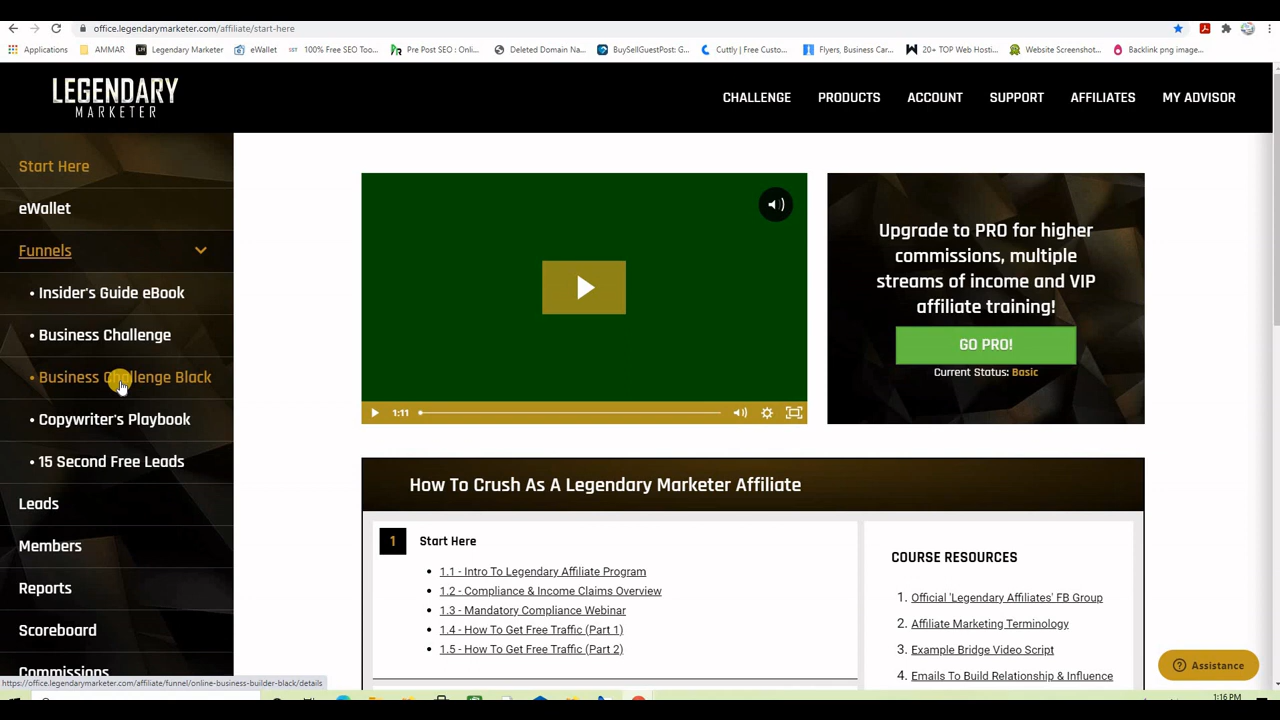 office.legendarymarketer.com/affiliate/start-here
Applications
AMMAR
Legendary Marketer
eWallet
100% Free SEO Tool...
Pre Post SEO : Onli...
Deleted Domain Na...
BuySellGuestPost: G...
Cuttly | Free Custo...
Flyers, Business Car...
20+ TOP Web Hosti...
Website Screenshot...
Backlink png image...
LEGENDARY
MARKETER
CHALLENGE
PRODUCTS
ACCOUNT
SUPPORT
AFFILIATES
MY ADVISOR
Start Here
eWallet
Funnels
• Insider's Guide eBook
• Business Challenge
• Business Challenge Black
• Copywriter's Playbook
• 15 Second Free Leads
Leads
Members
Reports
Scoreboard
Commissions
1:11
Upgrade to PRO for higher
commissions, multiple
streams of income and VIP
affiliate training!
GO PRO!
Current Status: Basic
How To Crush As A Legendary Marketer Affiliate
1
Start Here
• 1.1 - Intro To Legendary Affiliate Program
• 1.2 - Compliance & Income Claims Overview
• 1.3 - Mandatory Compliance Webinar
• 1.4 - How To Get Free Traffic (Part 1)
• 1.5 - How To Get Free Traffic (Part 2)
COURSE RESOURCES
1. Official 'Legendary Affiliates' FB Group
2. Affiliate Marketing Terminology
3. Example Bridge Video Script
4. Emails To Build Relationship & Influence
Assistance
https://office.legendarymarketer.com/affiliate/funnel/online-business-builder-black/details
1:16 PM